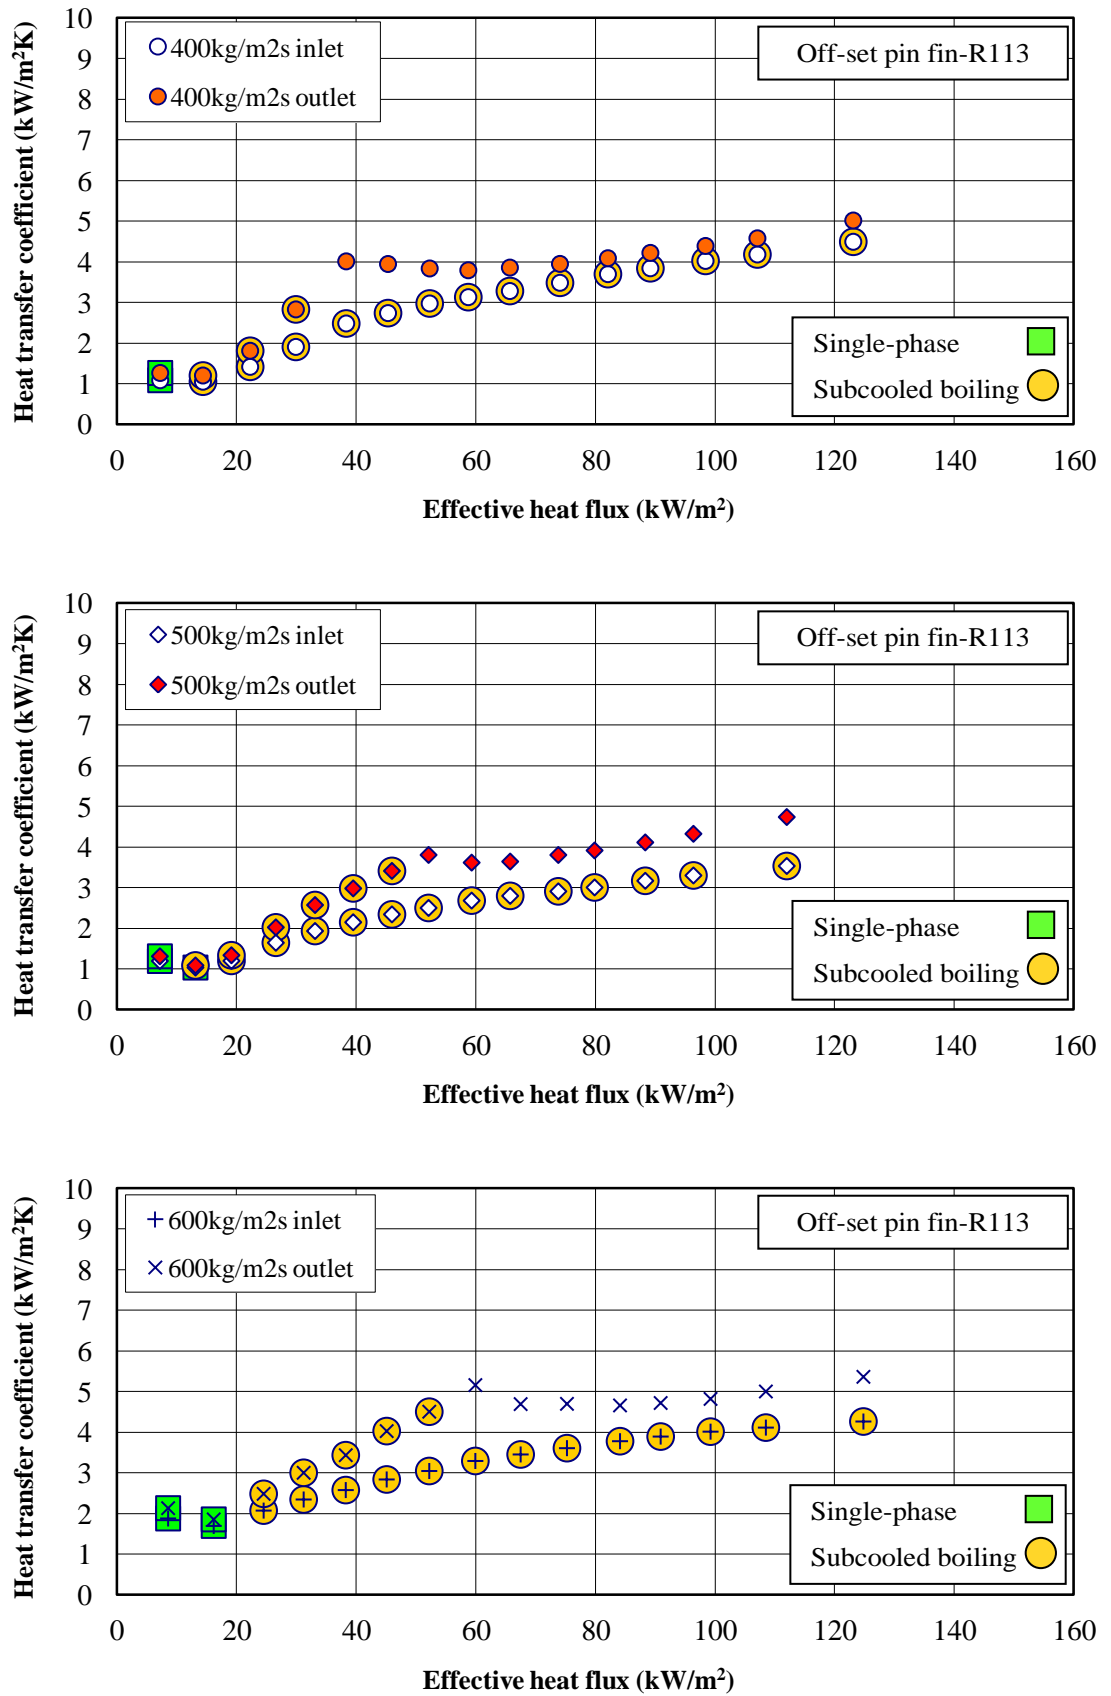 Heat transfer coefficient (kW/m²K)
10
9
8
7
6
5
4
3
2
1
0
400kg/m2s inlet
400kg/m2s outlet
Off-set pin fin-R113
Single-phase
Subcooled boiling
0 20 40 60 80 100 120 140 160
Effective heat flux (kW/m²)
Heat transfer coefficient (kW/m²K)
10
9
8
7
6
5
4
3
2
1
0
500kg/m2s inlet
500kg/m2s outlet
Off-set pin fin-R113
Single-phase
Subcooled boiling
0 20 40 60 80 100 120 140 160
Effective heat flux (kW/m²)
Heat transfer coefficient (kW/m²K)
10
9
8
7
6
5
4
3
2
1
0
600kg/m2s inlet
600kg/m2s outlet
Off-set pin fin-R113
Single-phase
Subcooled boiling
0 20 40 60 80 100 120 140 160
Effective heat flux (kW/m²)